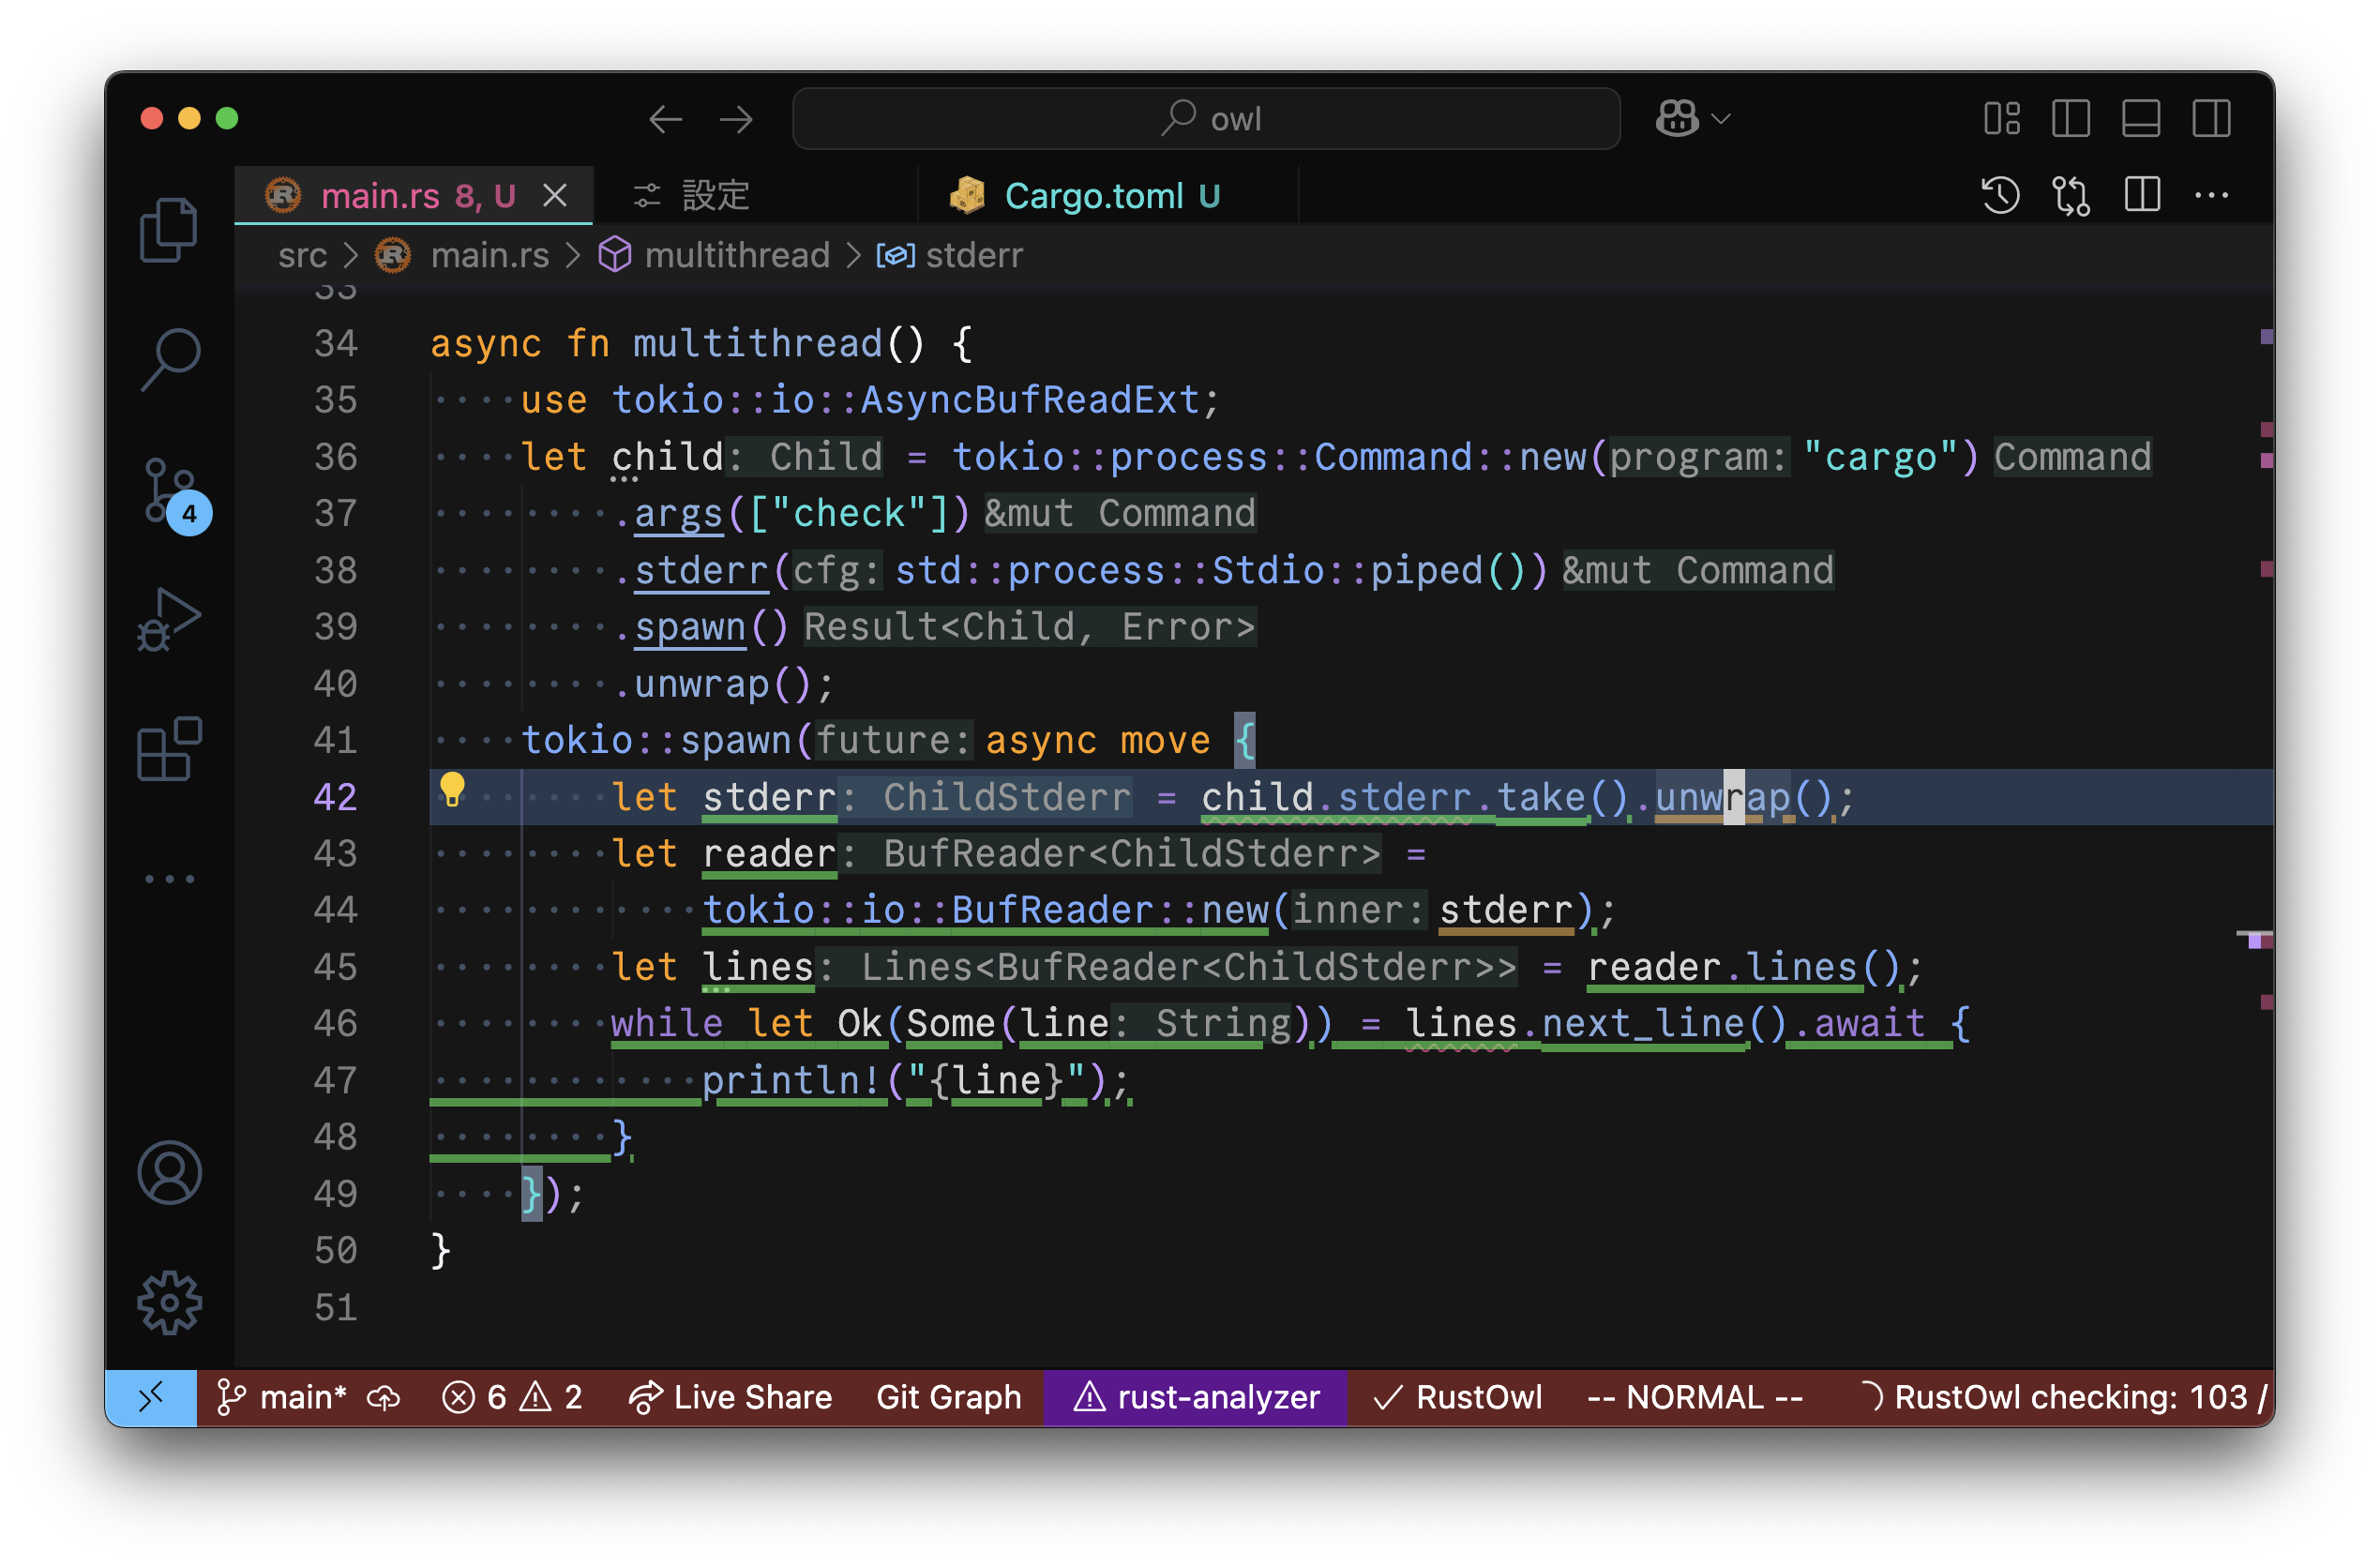 owl
main.rs 8, U
設定
Cargo.toml U
src > main.rs > multithread > stderr
33
34 async fn multithread() {
35 ····use tokio::io::AsyncBufReadExt;
36 ····let child: Child = tokio::process::Command::new(program: "cargo") Command
37 ········.args(["check"]) &mut Command
38 ········.stderr(cfg: std::process::Stdio::piped()) &mut Command
39 ········.spawn() Result<Child, Error>
40 ········.unwrap();
41 ····tokio::spawn(future: async move {
42 ········let stderr: ChildStderr = child.stderr.take().unwrap();
43 ········let reader: BufReader<ChildStderr> =
44 ············tokio::io::BufReader::new(inner: stderr);
45 ········let lines: Lines<BufReader<ChildStderr>> = reader.lines();
46 ········while let Ok(Some(line: String)) = lines.next_line().await {
47 ············println!("{line}");
48 ········}
49 ····});
50 }
51
4
main* 6 2 Live Share Git Graph rust-analyzer RustOwl -- NORMAL -- RustOwl checking: 103 /